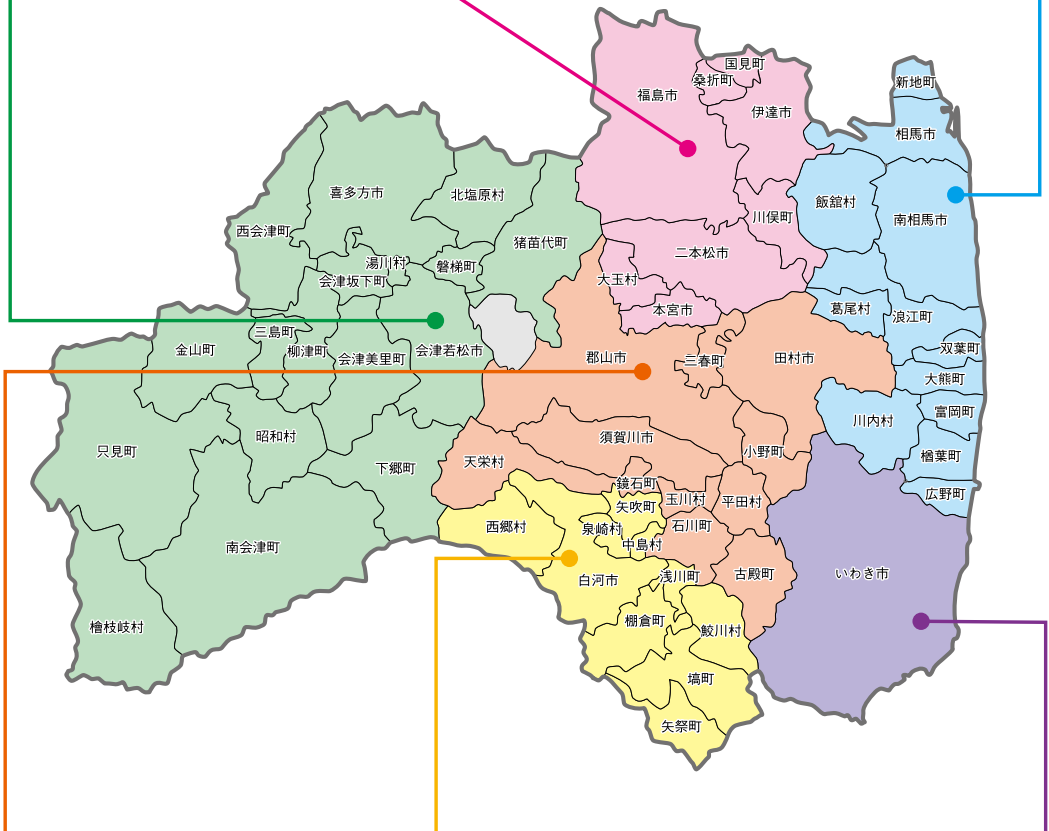 国見町
桑折町
福島市
新地町
伊達市
相馬市
喜多方市
北塩原村
飯舘村
川俣町
南相馬市
西会津町
猪苗代町
二本松市
湯川村
磐梯町
会津坂下町
大玉村
本宮市
葛尾村
浪江町
三島町
金山町
柳津町
会津美里町
会津若松市
郡山市
三春町
田村市
双葉町
大熊町
富岡町
川内村
昭和村
須賀川市
只見町
小野町
楢葉町
下郷町
天栄村
鏡石町
広野町
玉川村
平田村
矢吹町
西郷村
泉崎村
石川町
中島村
南会津町
白河市
浅川町
古殿町
いわき市
棚倉町
檜枝岐村
鮫川村
塙町
矢祭町